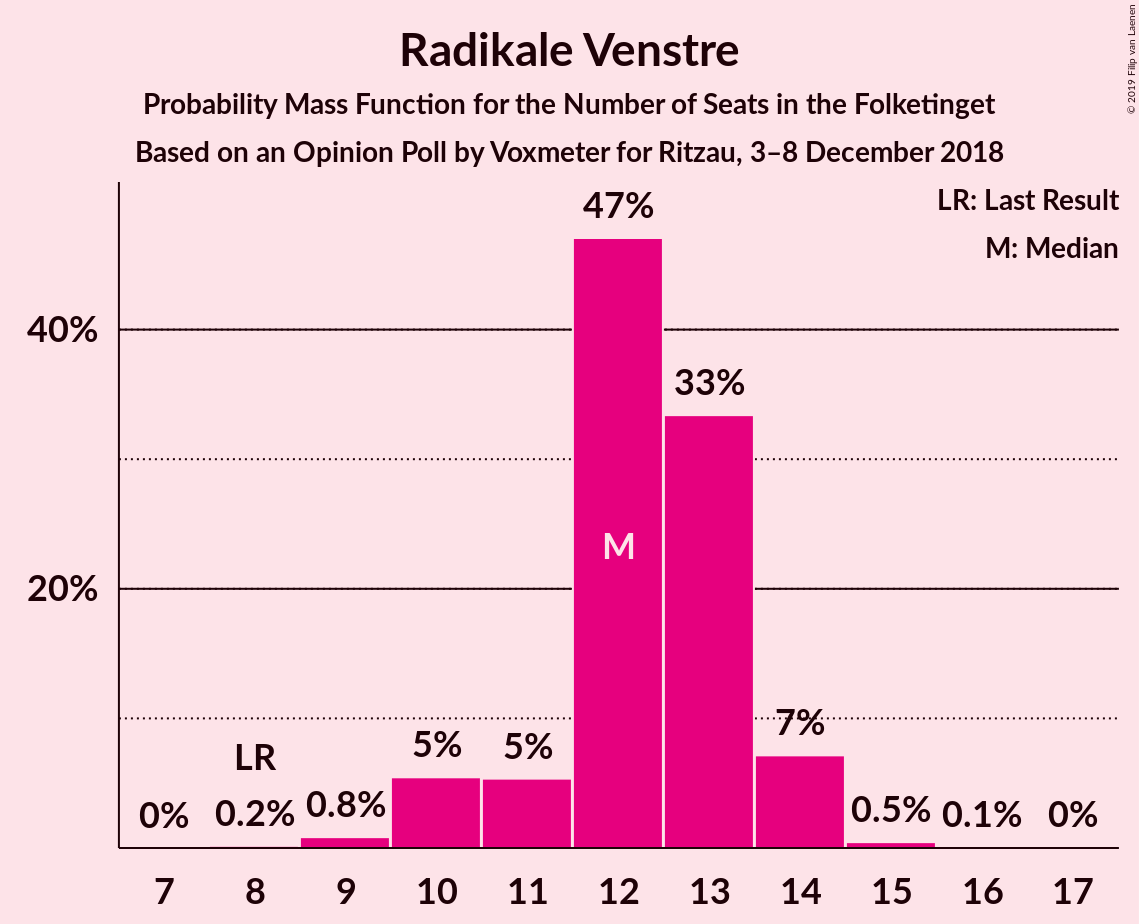 Radikale Venstre
Probability Mass Function for the Number of Seats in the Folketinget
Based on an Opinion Poll by Voxmeter for Ritzau, 3–8 December 2018
© 2019 Filip van Laenen
LR: Last Result
M: Median
40%
20%
0%
LR
0.2%
0.8%
5%
5%
47%
M
33%
7%
0.5%
0.1%
0%
7 8 9 10 11 12 13 14 15 16 17